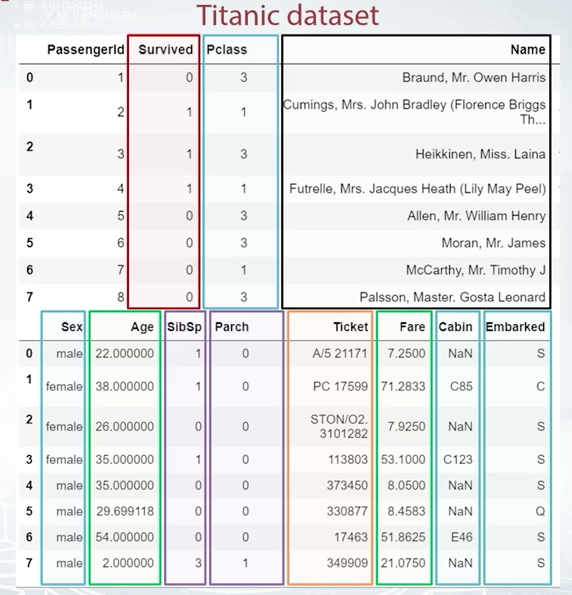 Titanic dataset
PassengerId Survived Pclass Name
0 1 0 3 Braund, Mr. Owen Harris
1 2 1 1 Cumings, Mrs. John Bradley (Florence Briggs
Th...
2 3 1 3 Heikkinen, Miss. Laina
3 4 1 1 Futrelle, Mrs. Jacques Heath (Lily May Peel)
4 5 0 3 Allen, Mr. William Henry
5 6 0 3 Moran, Mr. James
6 7 0 1 McCarthy, Mr. Timothy J
7 8 0 3 Palsson, Master. Gosta Leonard
Sex Age SibSp Parch Ticket Fare Cabin Embarked
0 male 22.000000 1 0 A/5 21171 7.2500 NaN S
1 female 38.000000 1 0 PC 17599 71.2833 C85 C
2 female 26.000000 0 0 STON/O2. 7.9250 NaN S
3101282
3 female 35.000000 1 0 113803 53.1000 C123 S
4 male 35.000000 0 0 373450 8.0500 NaN S
5 male 29.699118 0 0 330877 8.4583 NaN Q
6 male 54.000000 0 0 17463 51.8625 E46 S
7 male 2.000000 3 1 349909 21.0750 NaN S